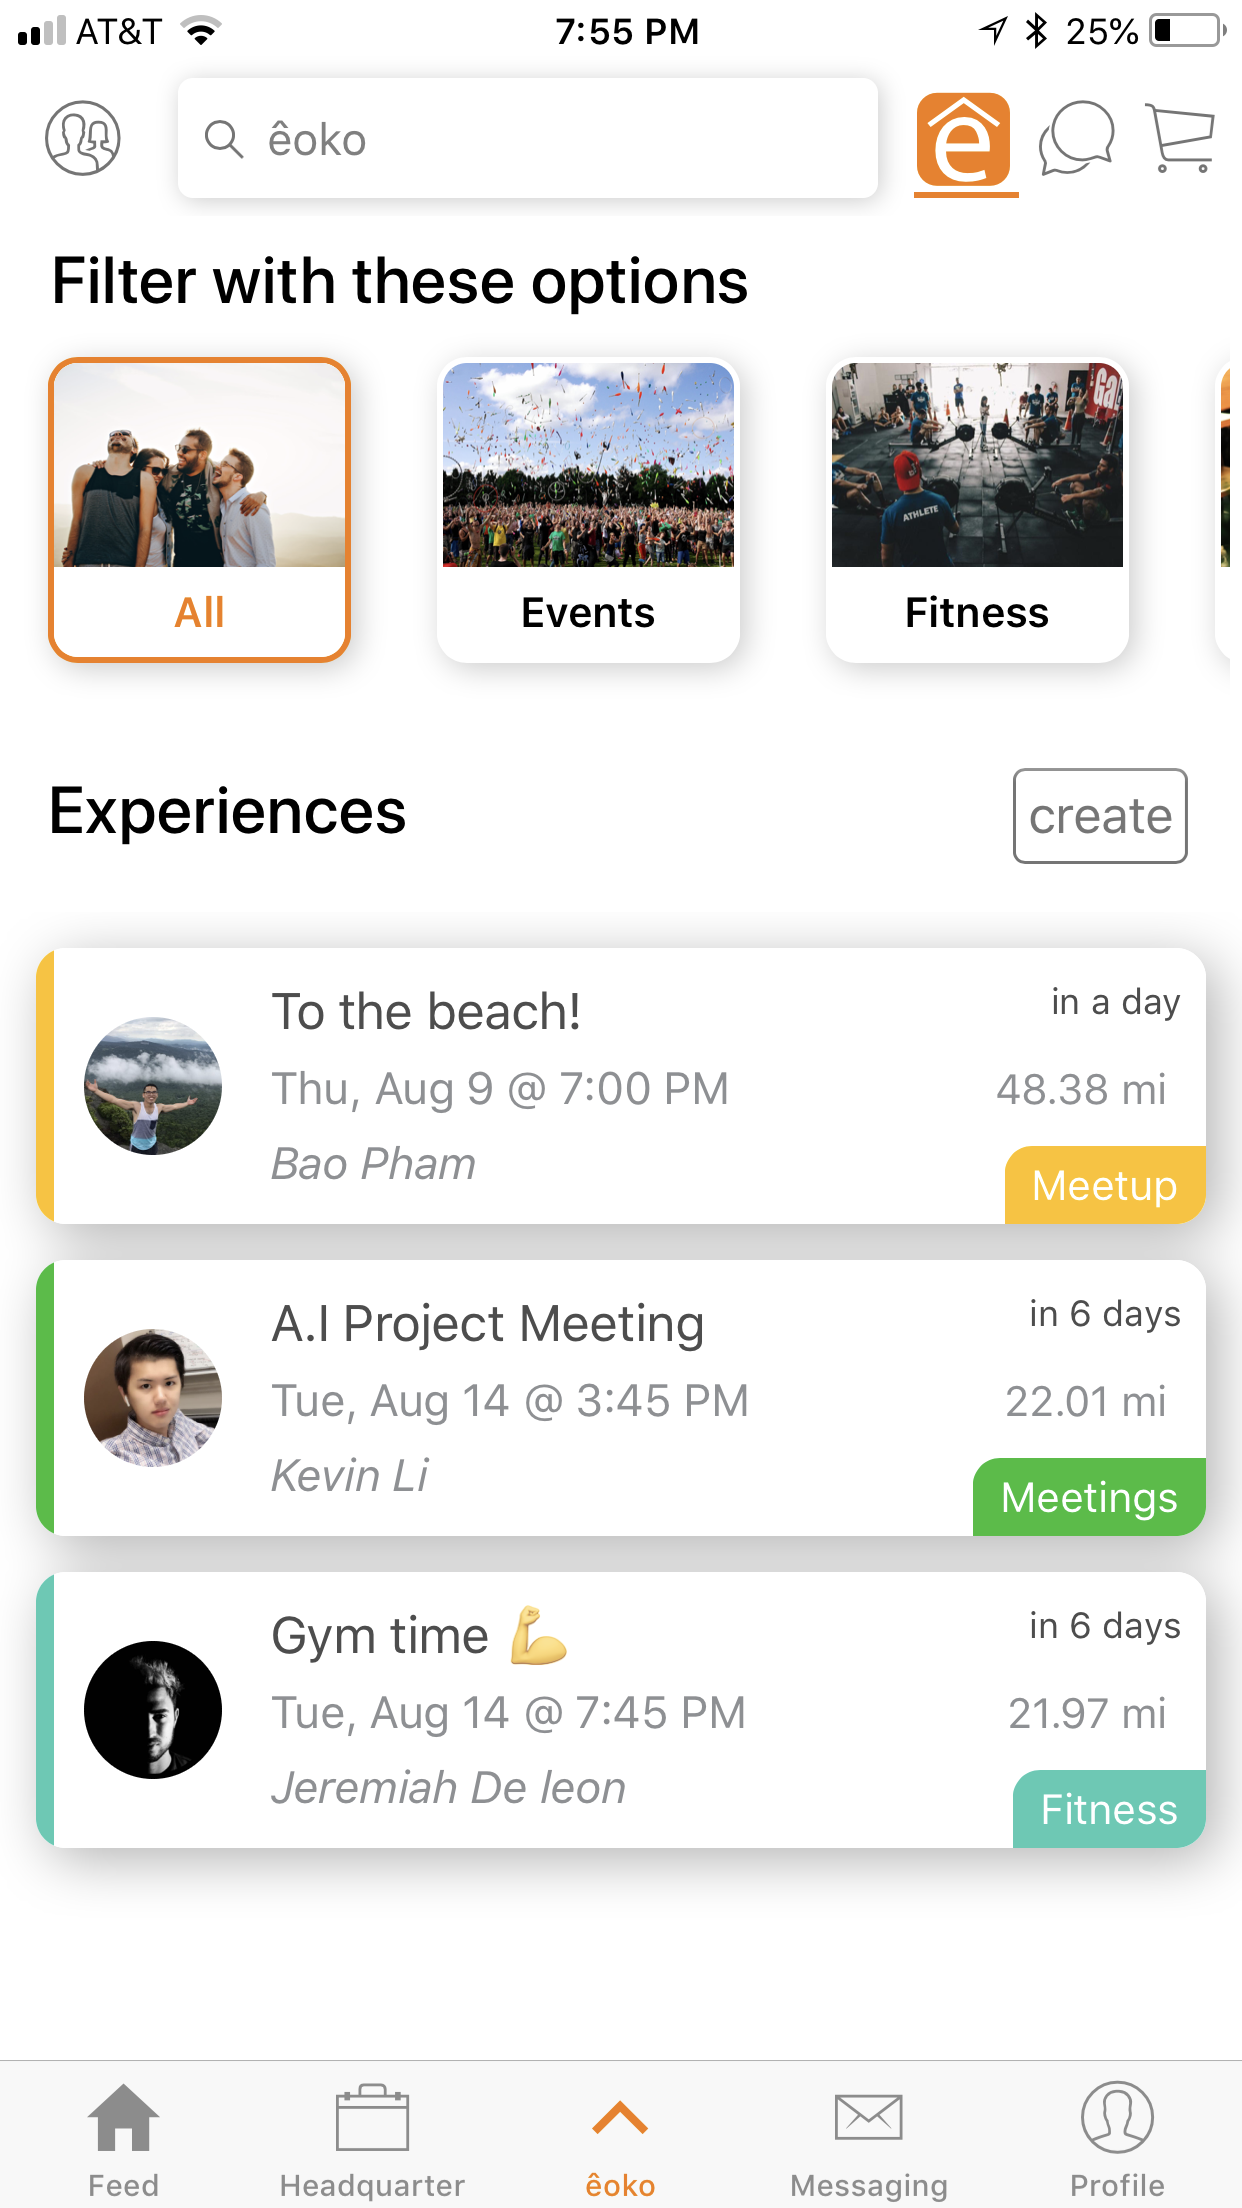 AT&T 7:55 PM 25%
êoko ê
Filter with these options
ATHLETE
Ga
All Events Fitness
Experiences create
To the beach! in a day
Thu, Aug 9 @ 7:00 PM 48.38 mi
Bao Pham Meetup
A.I Project Meeting in 6 days
Tue, Aug 14 @ 3:45 PM 22.01 mi
Kevin Li Meetings
Gym time 💪 in 6 days
Tue, Aug 14 @ 7:45 PM 21.97 mi
Jeremiah De leon Fitness
Feed Headquarter êoko Messaging Profile